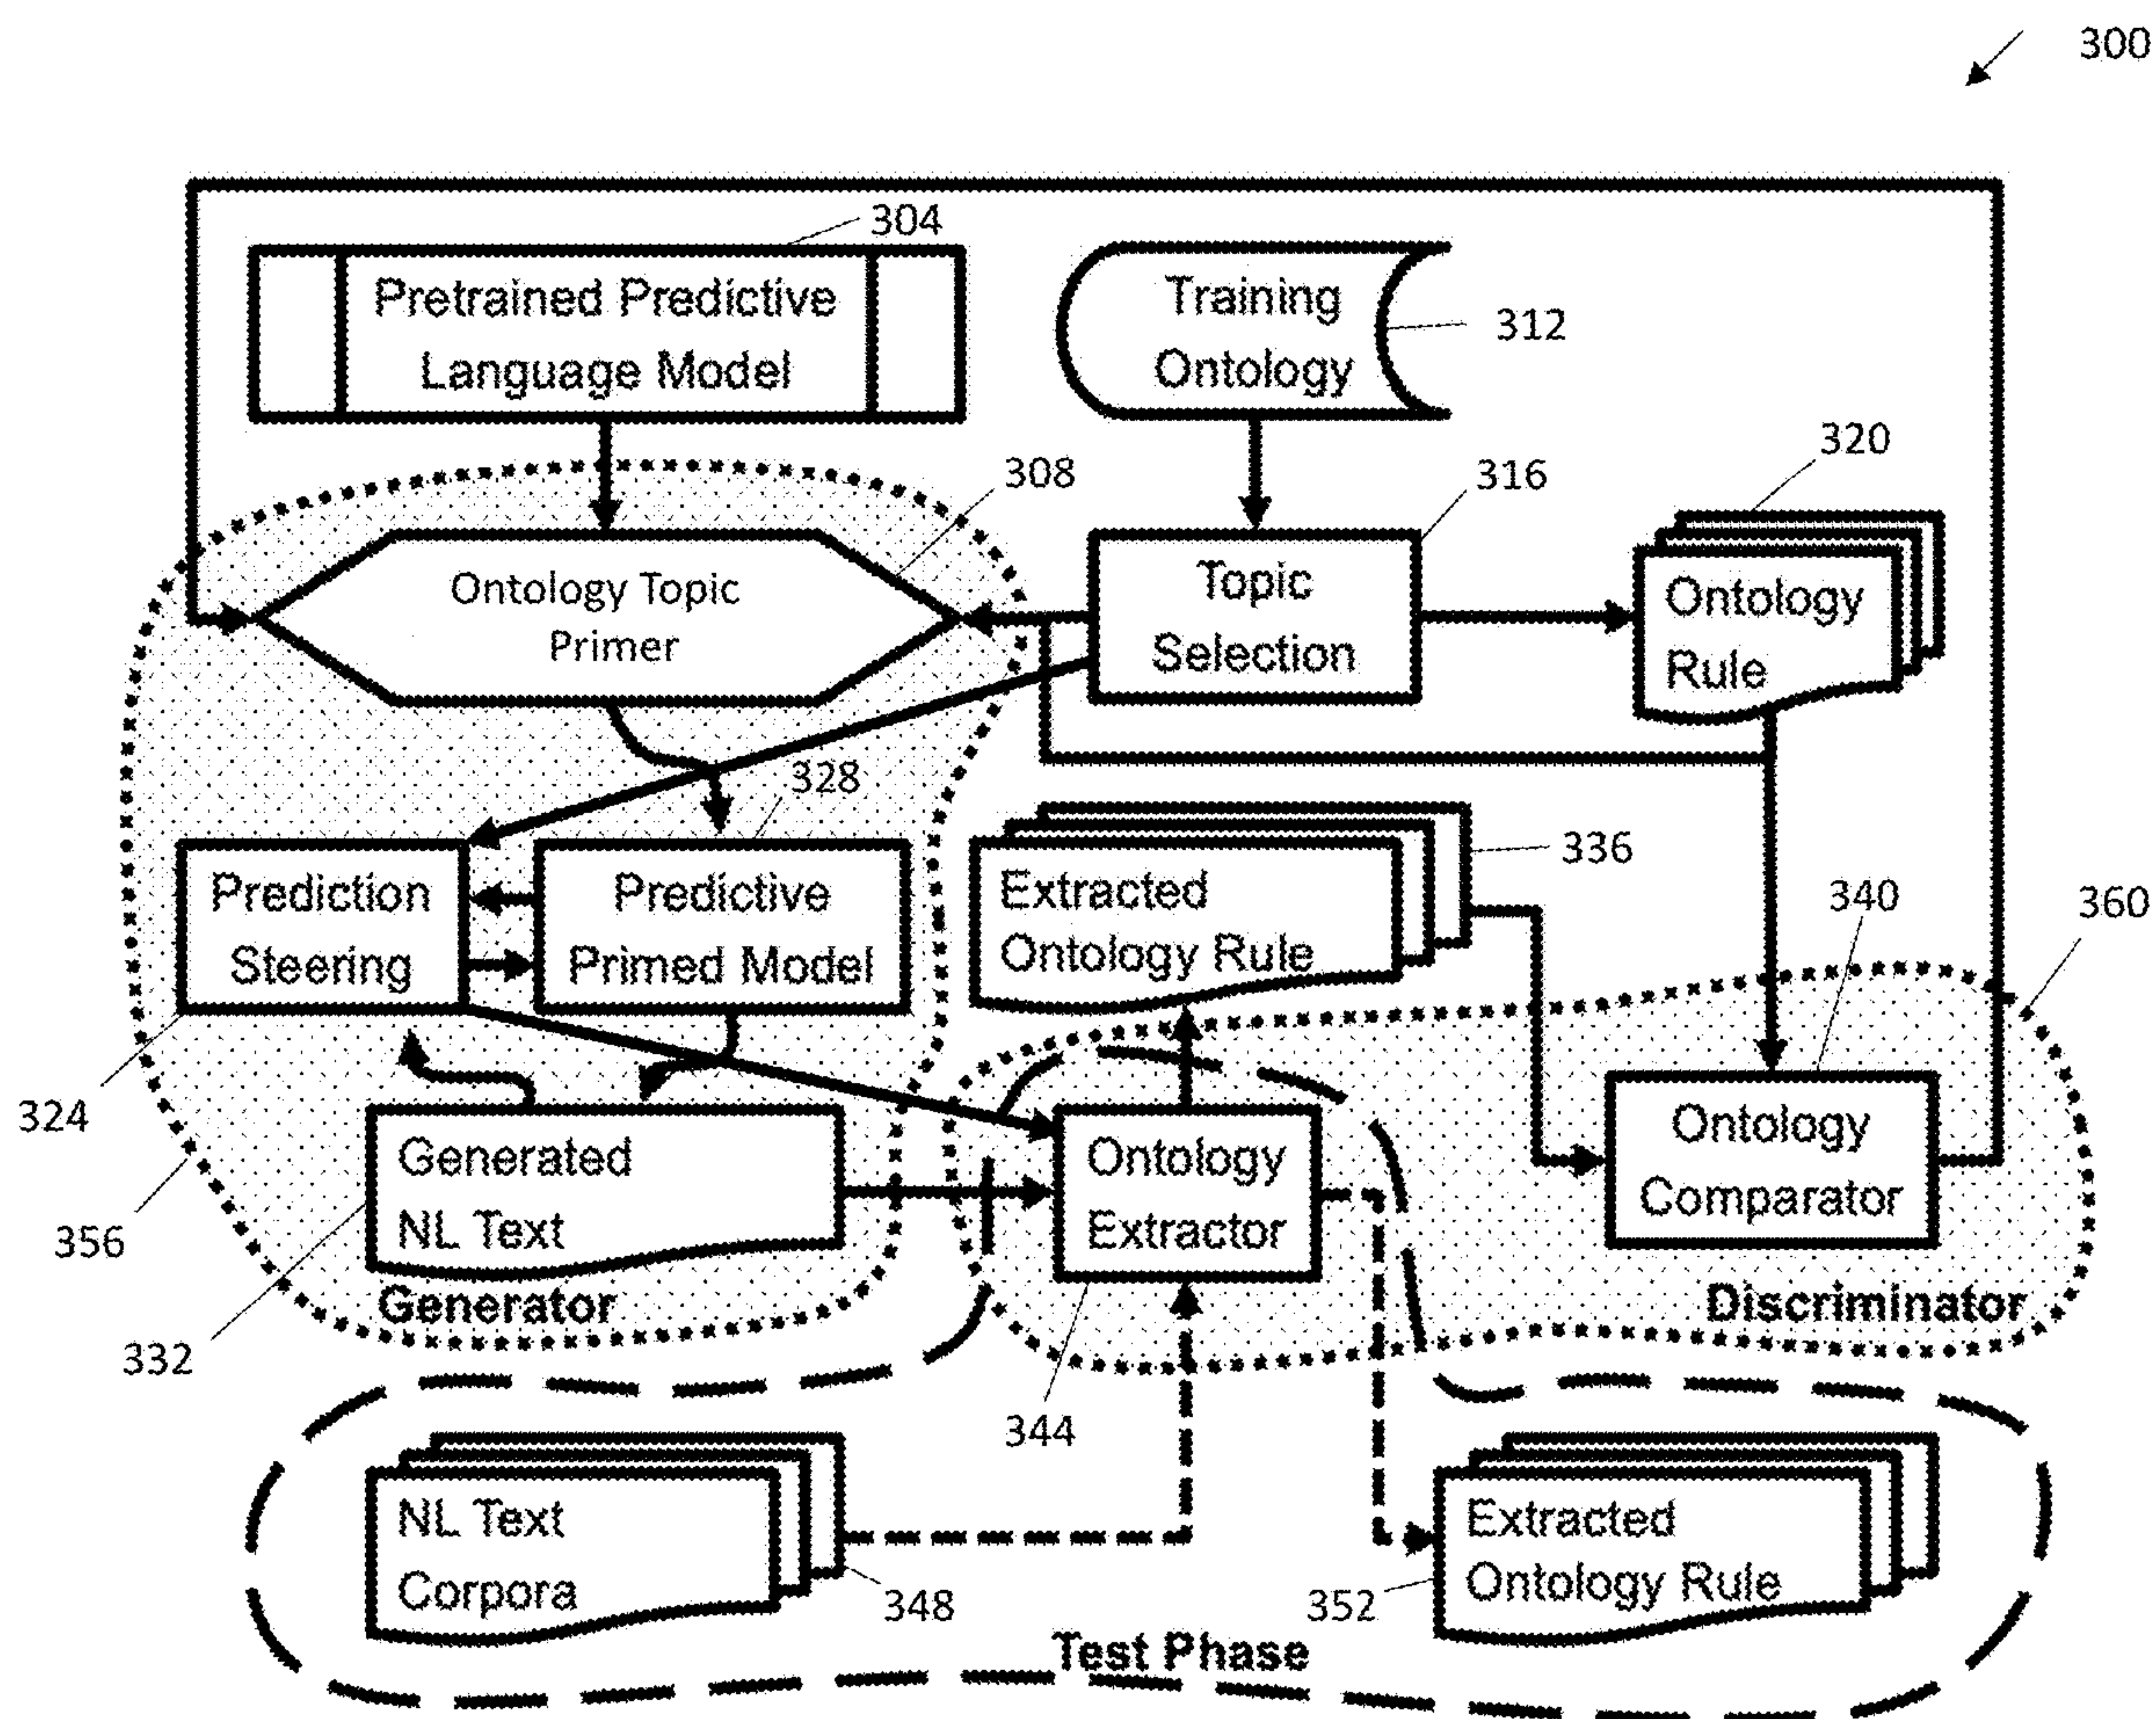 300
304
Pretrained Predictive
Language Model
Training
Ontology
312
308
316
320
Ontology Topic
Primer
Topic
Selection
Ontology
Rule
328
336
340
360
Prediction
Steering
Predictive
Primed Model
Extracted
Ontology Rule
324
356
332
Generated
NL Text
Generator
Ontology
Extractor
Ontology
Comparator
Discriminator
344
NL Text
Corpora
348
352
Extracted
Ontology Rule
Test Phase